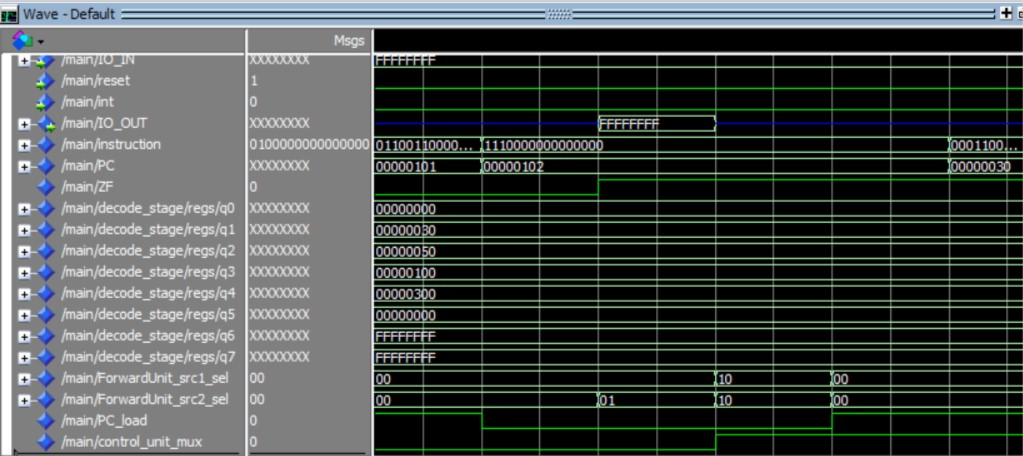 Wave - Default
Msgs
/main/IO_IN XXXXXXXX FFFFFFFF
/main/reset 1
/main/int 0
/main/IO_OUT XXXXXXXX FFFFFFFF
/main/instruction 0100000000000000 01100110000... 1110000000000000 0001100...
/main/PC XXXXXXXX 00000101 00000102 00000030
/main/ZF 0
/main/decode_stage/regs/q0 XXXXXXXX 00000000
/main/decode_stage/regs/q1 XXXXXXXX 00000030
/main/decode_stage/regs/q2 XXXXXXXX 00000050
/main/decode_stage/regs/q3 XXXXXXXX 00000100
/main/decode_stage/regs/q4 XXXXXXXX 00000300
/main/decode_stage/regs/q5 XXXXXXXX 00000000
/main/decode_stage/regs/q6 XXXXXXXX FFFFFFFF
/main/decode_stage/regs/q7 XXXXXXXX FFFFFFFF
/main/ForwardUnit_src1_sel 00 00 10 00
/main/ForwardUnit_src2_sel 00 00 01 10 00
/main/PC_load 0
/main/control_unit_mux 0